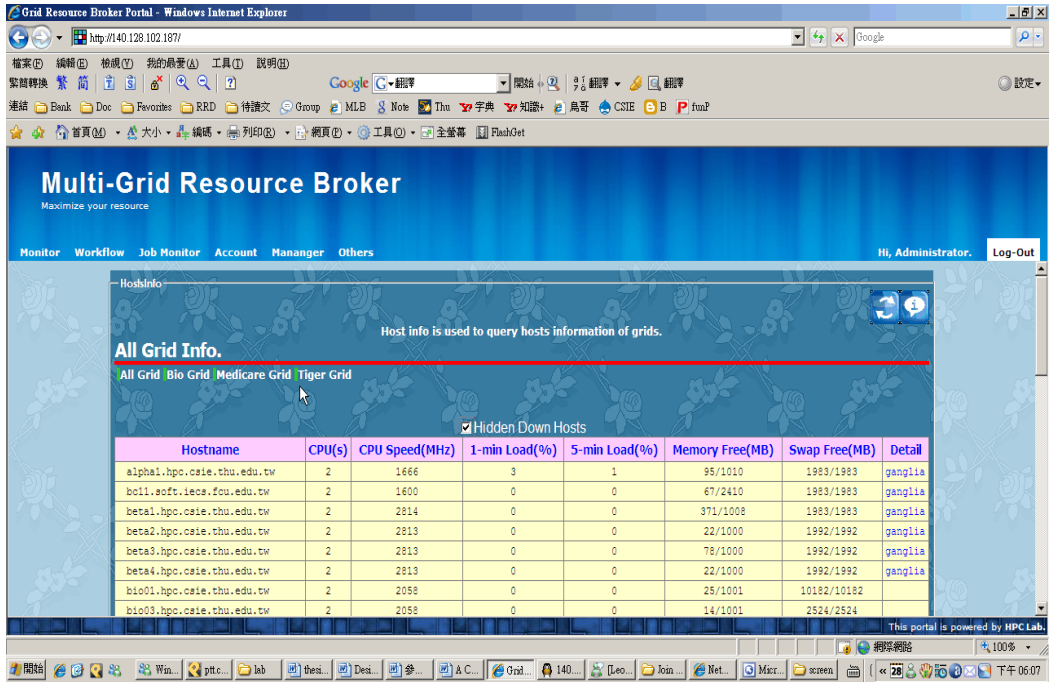 Grid Resource Broker Portal - Windows Internet Explorer
http://140.128.102.187/
Google
檔案(F) 編輯(E) 檢視(V) 我的最愛(A) 工具(T) 說明(H)
緊簡轉換 繁 简 Google G 翻譯 開始 翻譯 翻譯 設定
連結 Bank Doc Favorites RRD 待讀文 Group MLB Note Thu 字典 知識+ 鳥哥 CSIE B funP
首頁(M) 大小 編碼 列印(R) 網頁(P) 工具(O) 全螢幕 FlashGet
Multi-Grid Resource Broker
Maximize your resource
Monitor Workflow Job Monitor Account Mananger Others Hi, Administrator. Log-Out
HostsInfo
Host info is used to query hosts information of grids.
All Grid Info.
All Grid Bio Grid Medicare Grid Tiger Grid
Hidden Down Hosts
Hostname CPU(s) CPU Speed(MHz) 1-min Load(%) 5-min Load(%) Memory Free(MB) Swap Free(MB) Detail
alpha1.hpc.csie.thu.edu.tw 2 1666 3 1 95/1010 1983/1983 ganglia
bcl1.soft.iecs.fcu.edu.tw 2 1600 0 0 67/2410 1983/1983 ganglia
beta1.hpc.csie.thu.edu.tw 2 2814 0 0 371/1008 1983/1983 ganglia
beta2.hpc.csie.thu.edu.tw 2 2813 0 0 22/1000 1992/1992 ganglia
beta3.hpc.csie.thu.edu.tw 2 2813 0 0 78/1000 1992/1992 ganglia
beta4.hpc.csie.thu.edu.tw 2 2813 0 0 22/1000 1992/1992 ganglia
bio01.hpc.csie.thu.edu.tw 2 2058 0 0 25/1001 10182/10182
bio03.hpc.csie.thu.edu.tw 2 2058 0 0 14/1001 2524/2524
This portal is powered by HPC Lab.
網際網路 100%
開始 Win... pttc... lab thesi... Desi... 參... A C... Grid... 140... [Leo... Join ... Net... Micr... screen 28 下午 06:07